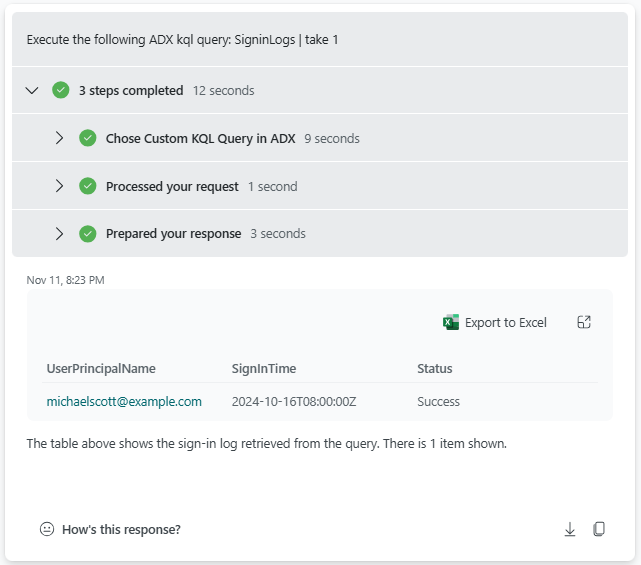 Execute the following ADX kql query: SigninLogs | take 1
3 steps completed 12 seconds
Chose Custom KQL Query in ADX 9 seconds
Processed your request 1 second
Prepared your response 3 seconds
Nov 11, 8:23 PM
Export to Excel
UserPrincipalName SignInTime Status
michaelscott@example.com 2024-10-16T08:00:00Z Success
The table above shows the sign-in log retrieved from the query. There is 1 item shown.
How's this response?